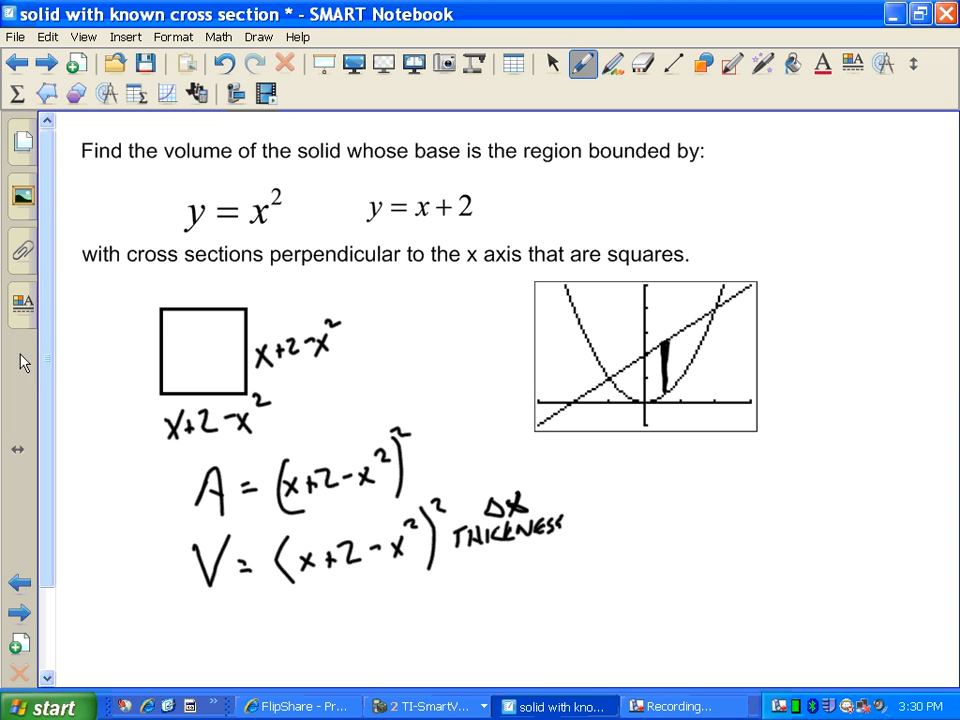 solid with known cross section * - SMART Notebook
File Edit View Insert Format Math Draw Help
Find the volume of the solid whose base is the region bounded by:
y = x² y = x + 2
with cross sections perpendicular to the x axis that are squares.
x+2-x²
x+2-x²
A = (x+2-x²)²
V = (x+2-x²)² Δx
THICKNESS
start
FlipShare - Pr...
2 TI-SmartV...
solid with kno...
Recording...
3:30 PM